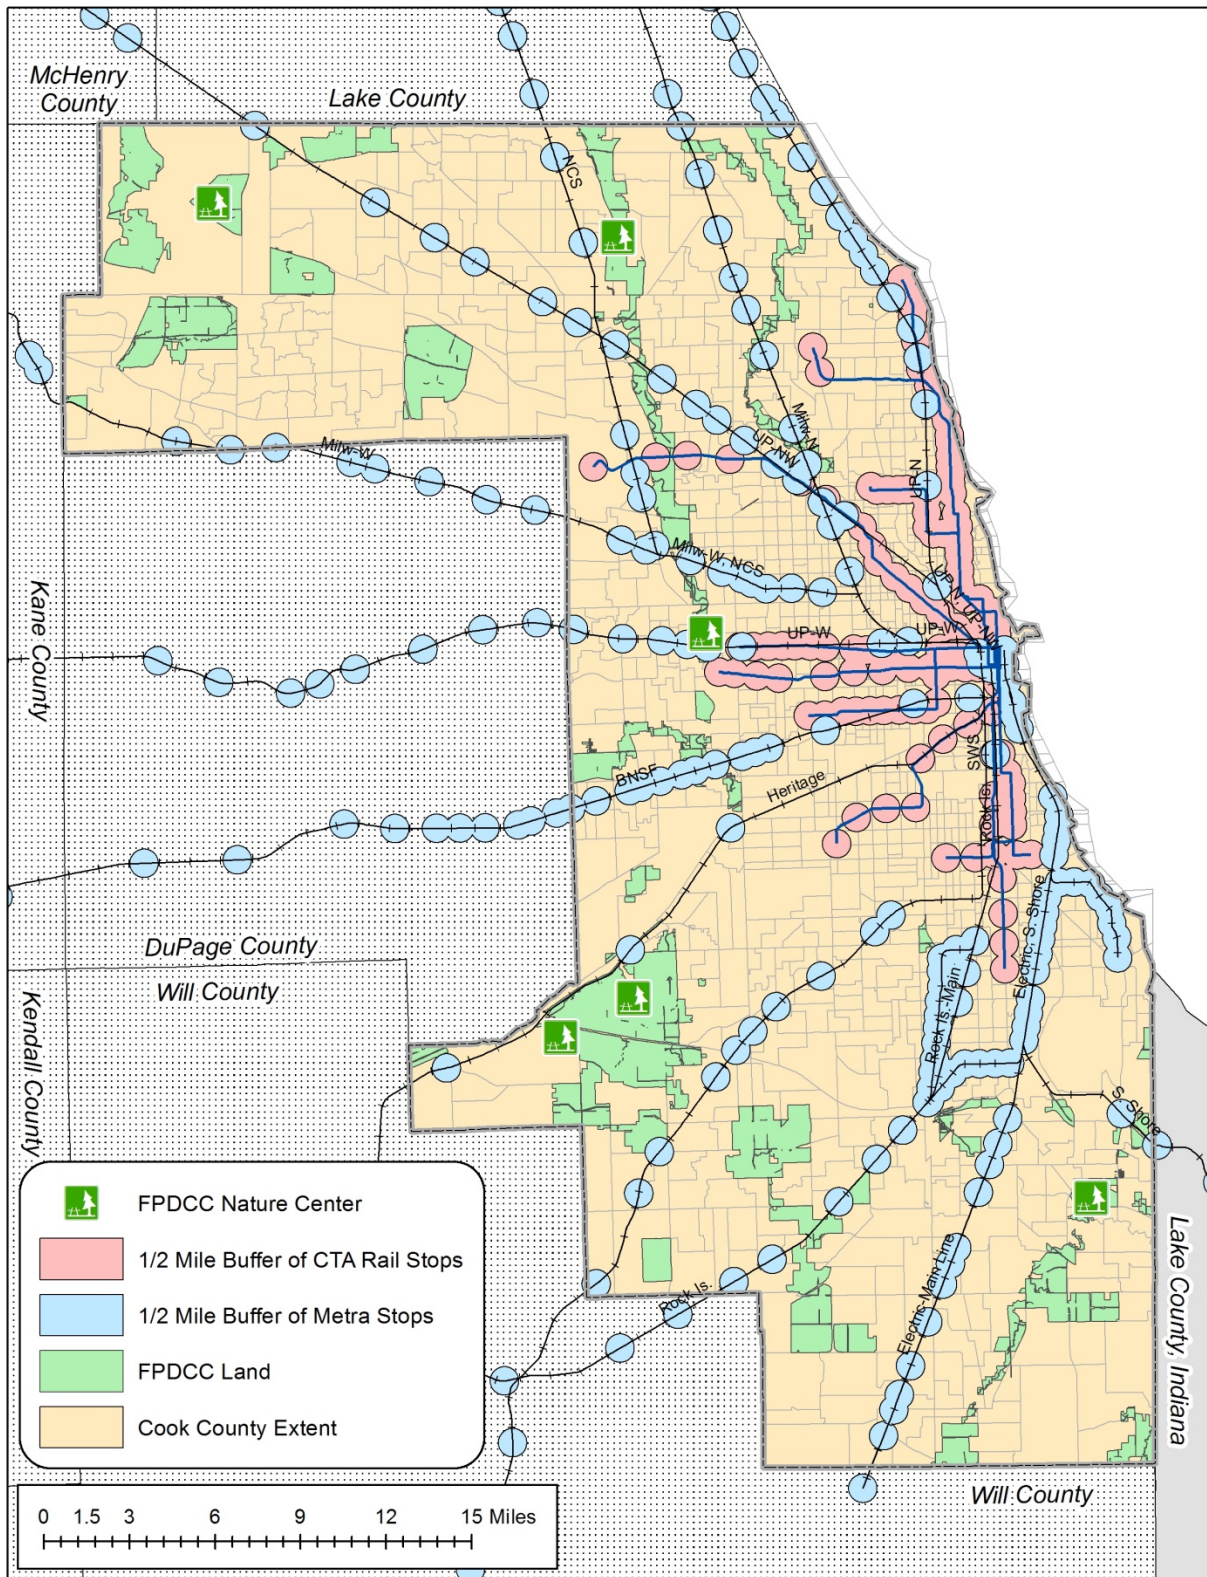 McHenry
County
Lake County
NCS
Milw-N
UP-NW
Milw-W
UP-N
Milw-W, NCS
UP-N, UP-NW
UP-W
UP-W
Kane County
SWS
BNSF
Heritage
Rock Is.
Electric, S. Shore
DuPage County
Will County
Kendall County
Rock Is.-Main
S. Shore
Electric-Main Line
Rock Is.
Lake County, Indiana
Will County
FPDCC Nature Center
1/2 Mile Buffer of CTA Rail Stops
1/2 Mile Buffer of Metra Stops
FPDCC Land
Cook County Extent
0 1.5 3 6 9 12 15 Miles